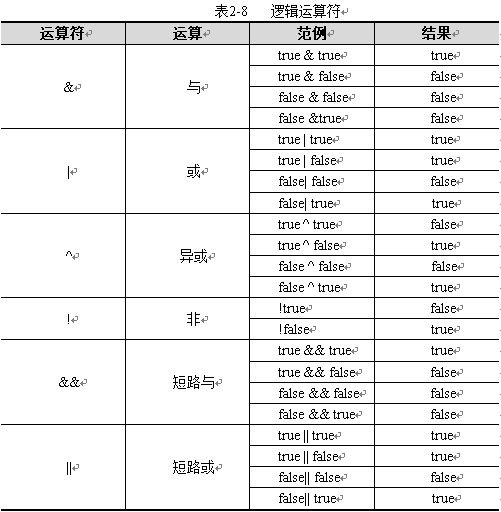 表2-8 逻辑运算符
运算符 运算 范例 结果
& 与 true & true true
true & false false
false & false false
false &true false
| 或 true | true true
true | false true
false| false false
false| true true
^ 异或 true ^ true false
true ^ false true
false ^ false false
false ^ true true
! 非 !true false
!false true
&& 短路与 true && true true
true && false false
false && false false
false && true false
|| 短路或 true || true true
true || false true
false|| false false
false|| true true